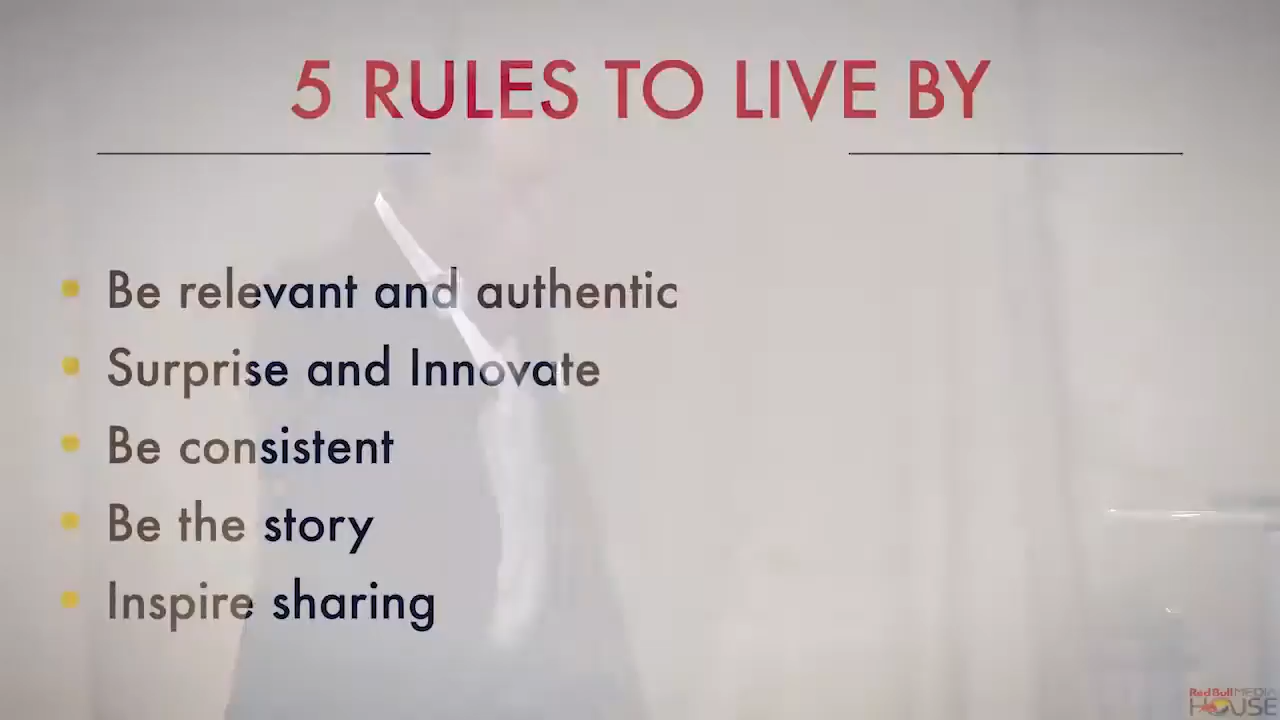 5 RULES TO LIVE BY
Be relevant and authentic
Surprise and Innovate
Be consistent
Be the story
Inspire sharing
Red Bull MEDIA
HOUSE